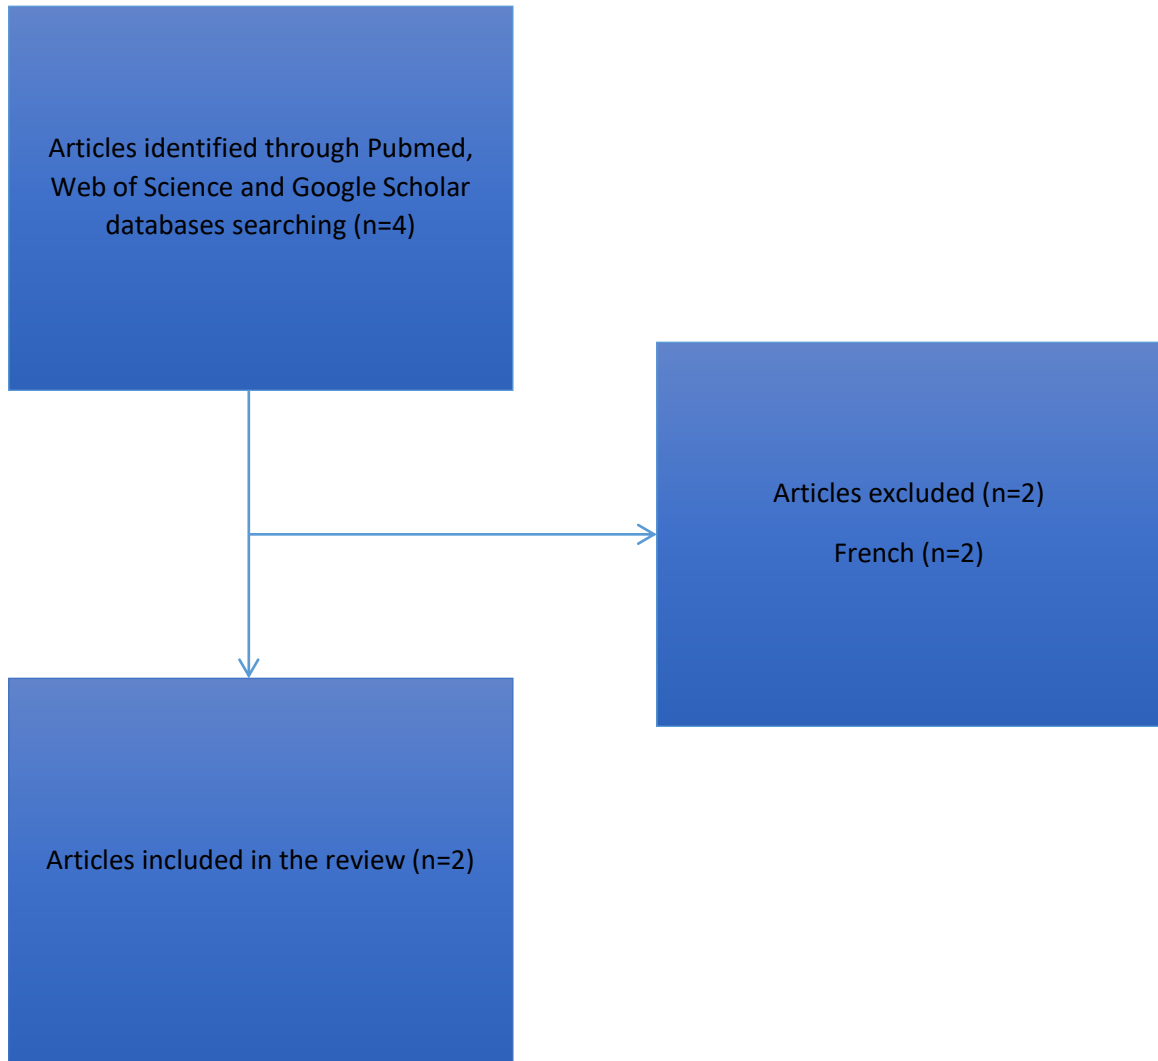 Articles identified through Pubmed,
Web of Science and Google Scholar
databases searching (n=4)
Articles excluded (n=2)
French (n=2)
Articles included in the review (n=2)